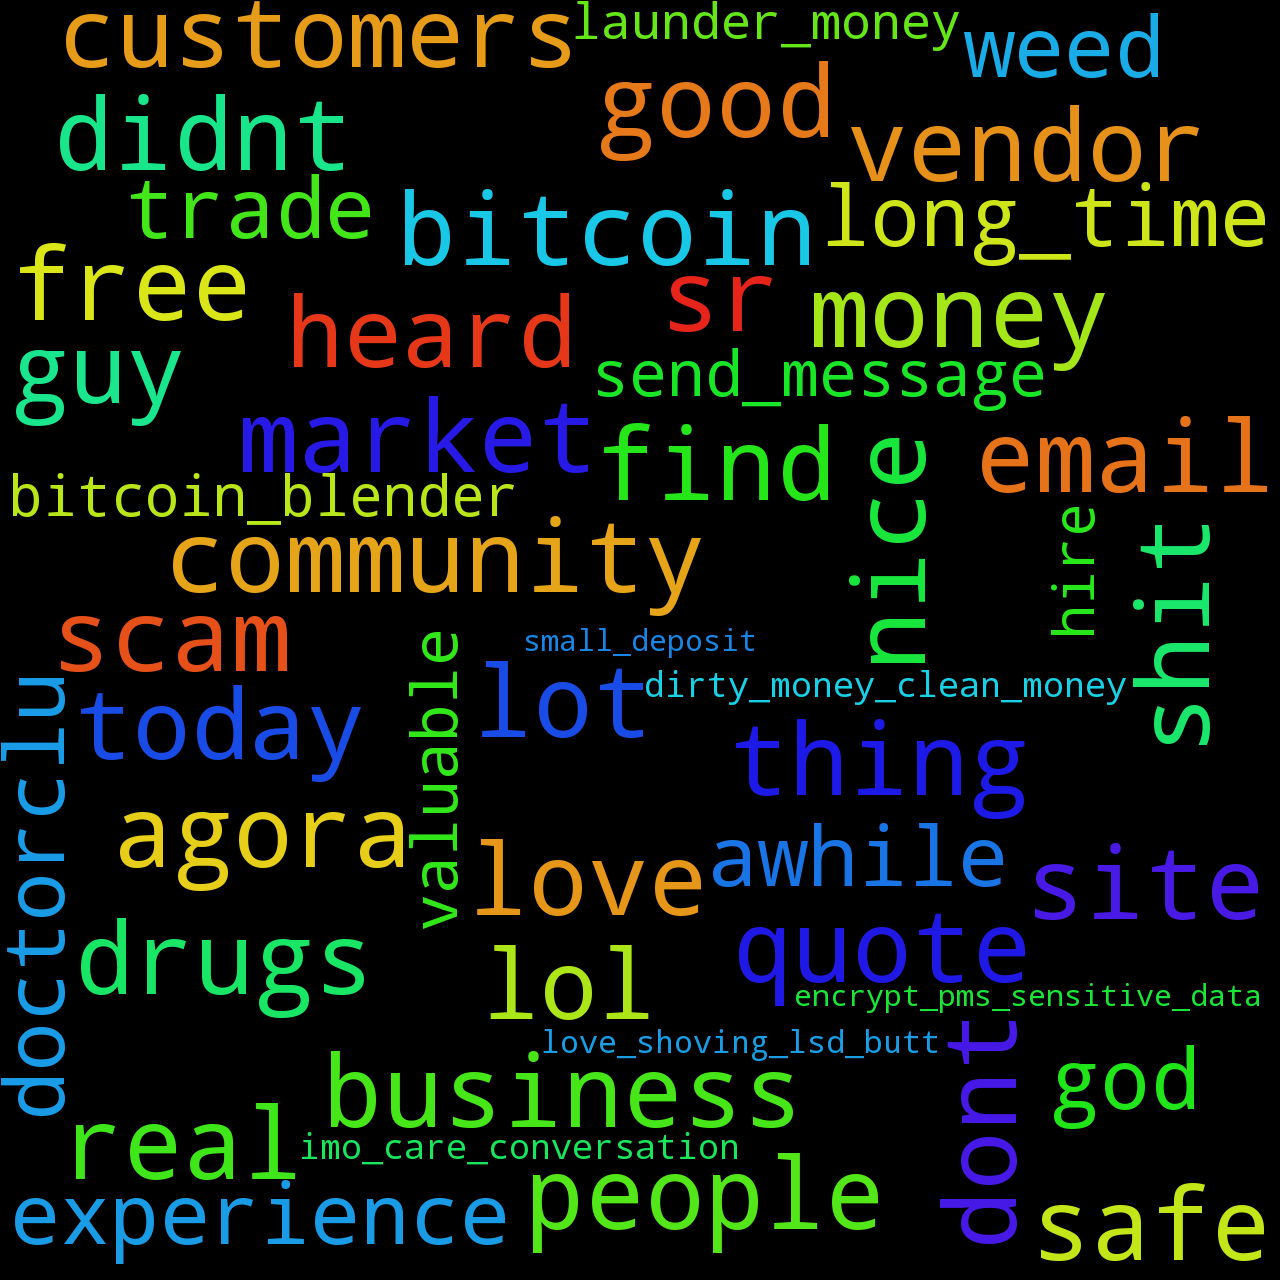 customers
launder_money
weed
good
didnt
vendor
trade
bitcoin
long_time
free
heard
sr
money
guy
send_message
market
find
nice
email
bitcoin_blender
hire
shit
community
scam
small_deposit
valuable
doctorclu
today
lot
dirty_money_clean_money
thing
agora
love
awhile
site
drugs
lol
quote
encrypt_pms_sensitive_data
love_shoving_lsd_butt
dont
business
god
real
imo_care_conversation
people
experience
safe